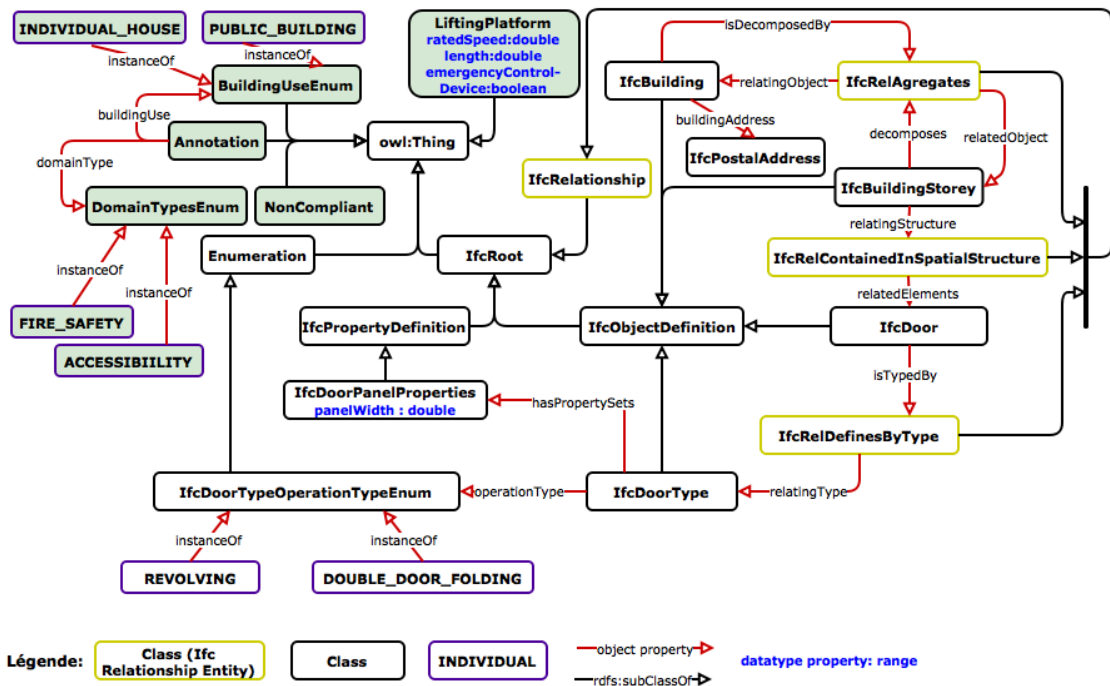 INDIVIDUAL_HOUSE
PUBLIC_BUILDING
instanceOf
instanceOf
BuildingUseEnum
buildingUse
Annotation
domainType
DomainTypesEnum
NonCompliant
instanceOf
instanceOf
FIRE_SAFETY
ACCESSIBIILITY
LiftingPlatform
ratedSpeed:double
length:double
emergencyControl-
Device:boolean
owl:Thing
Enumeration
IfcRoot
IfcRelationship
isDecomposedBy
IfcBuilding
relatingObject
IfcRelAgregates
buildingAddress
IfcPostalAddress
decomposes
relatedObject
IfcBuildingStorey
relatingStructure
IfcRelContainedInSpatialStructure
relatedElements
IfcPropertyDefinition
IfcObjectDefinition
IfcDoor
IfcDoorPanelProperties
panelWidth : double
hasPropertySets
isTypedBy
IfcRelDefinesByType
IfcDoorTypeOperationTypeEnum
operationType
IfcDoorType
relatingType
instanceOf
instanceOf
REVOLVING
DOUBLE_DOOR_FOLDING
Légende:
Class (Ifc
Relationship
Entity)
Class
INDIVIDUAL
object property
rdfs:subClassOf
datatype property: range